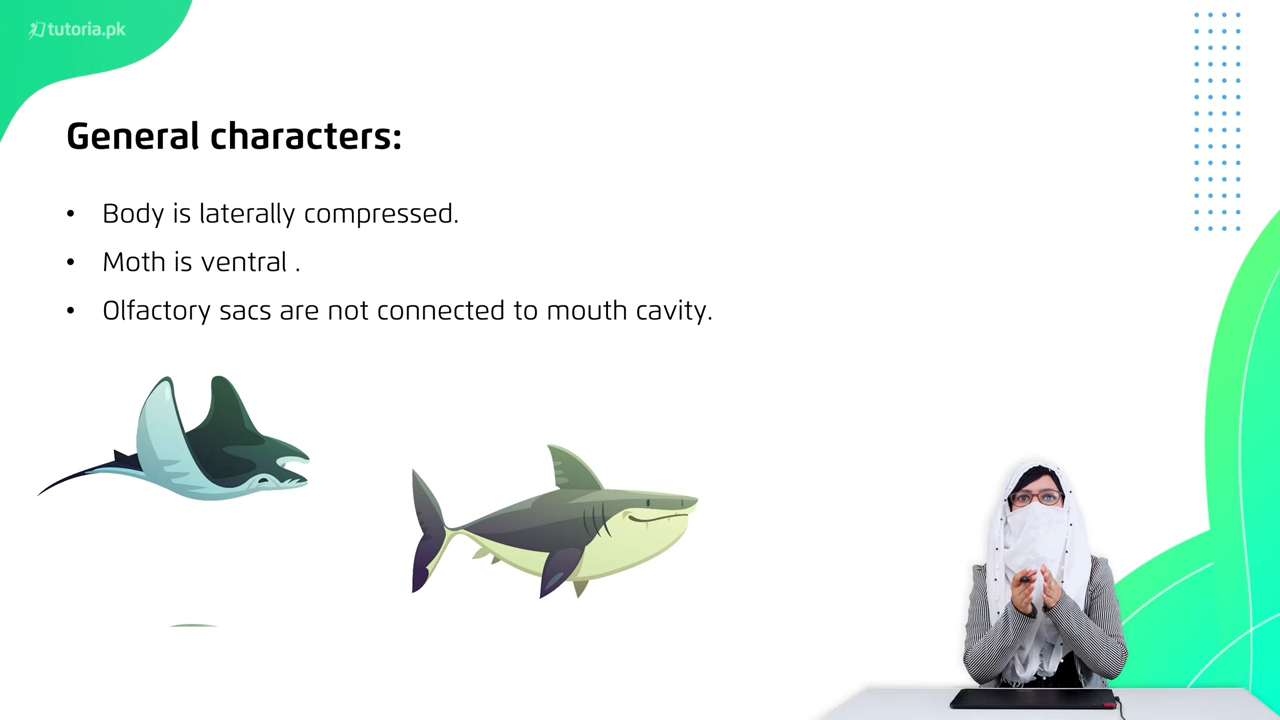 tutoria.pk
General characters:
• Body is laterally compressed.
• Moth is ventral .
• Olfactory sacs are not connected to mouth cavity.